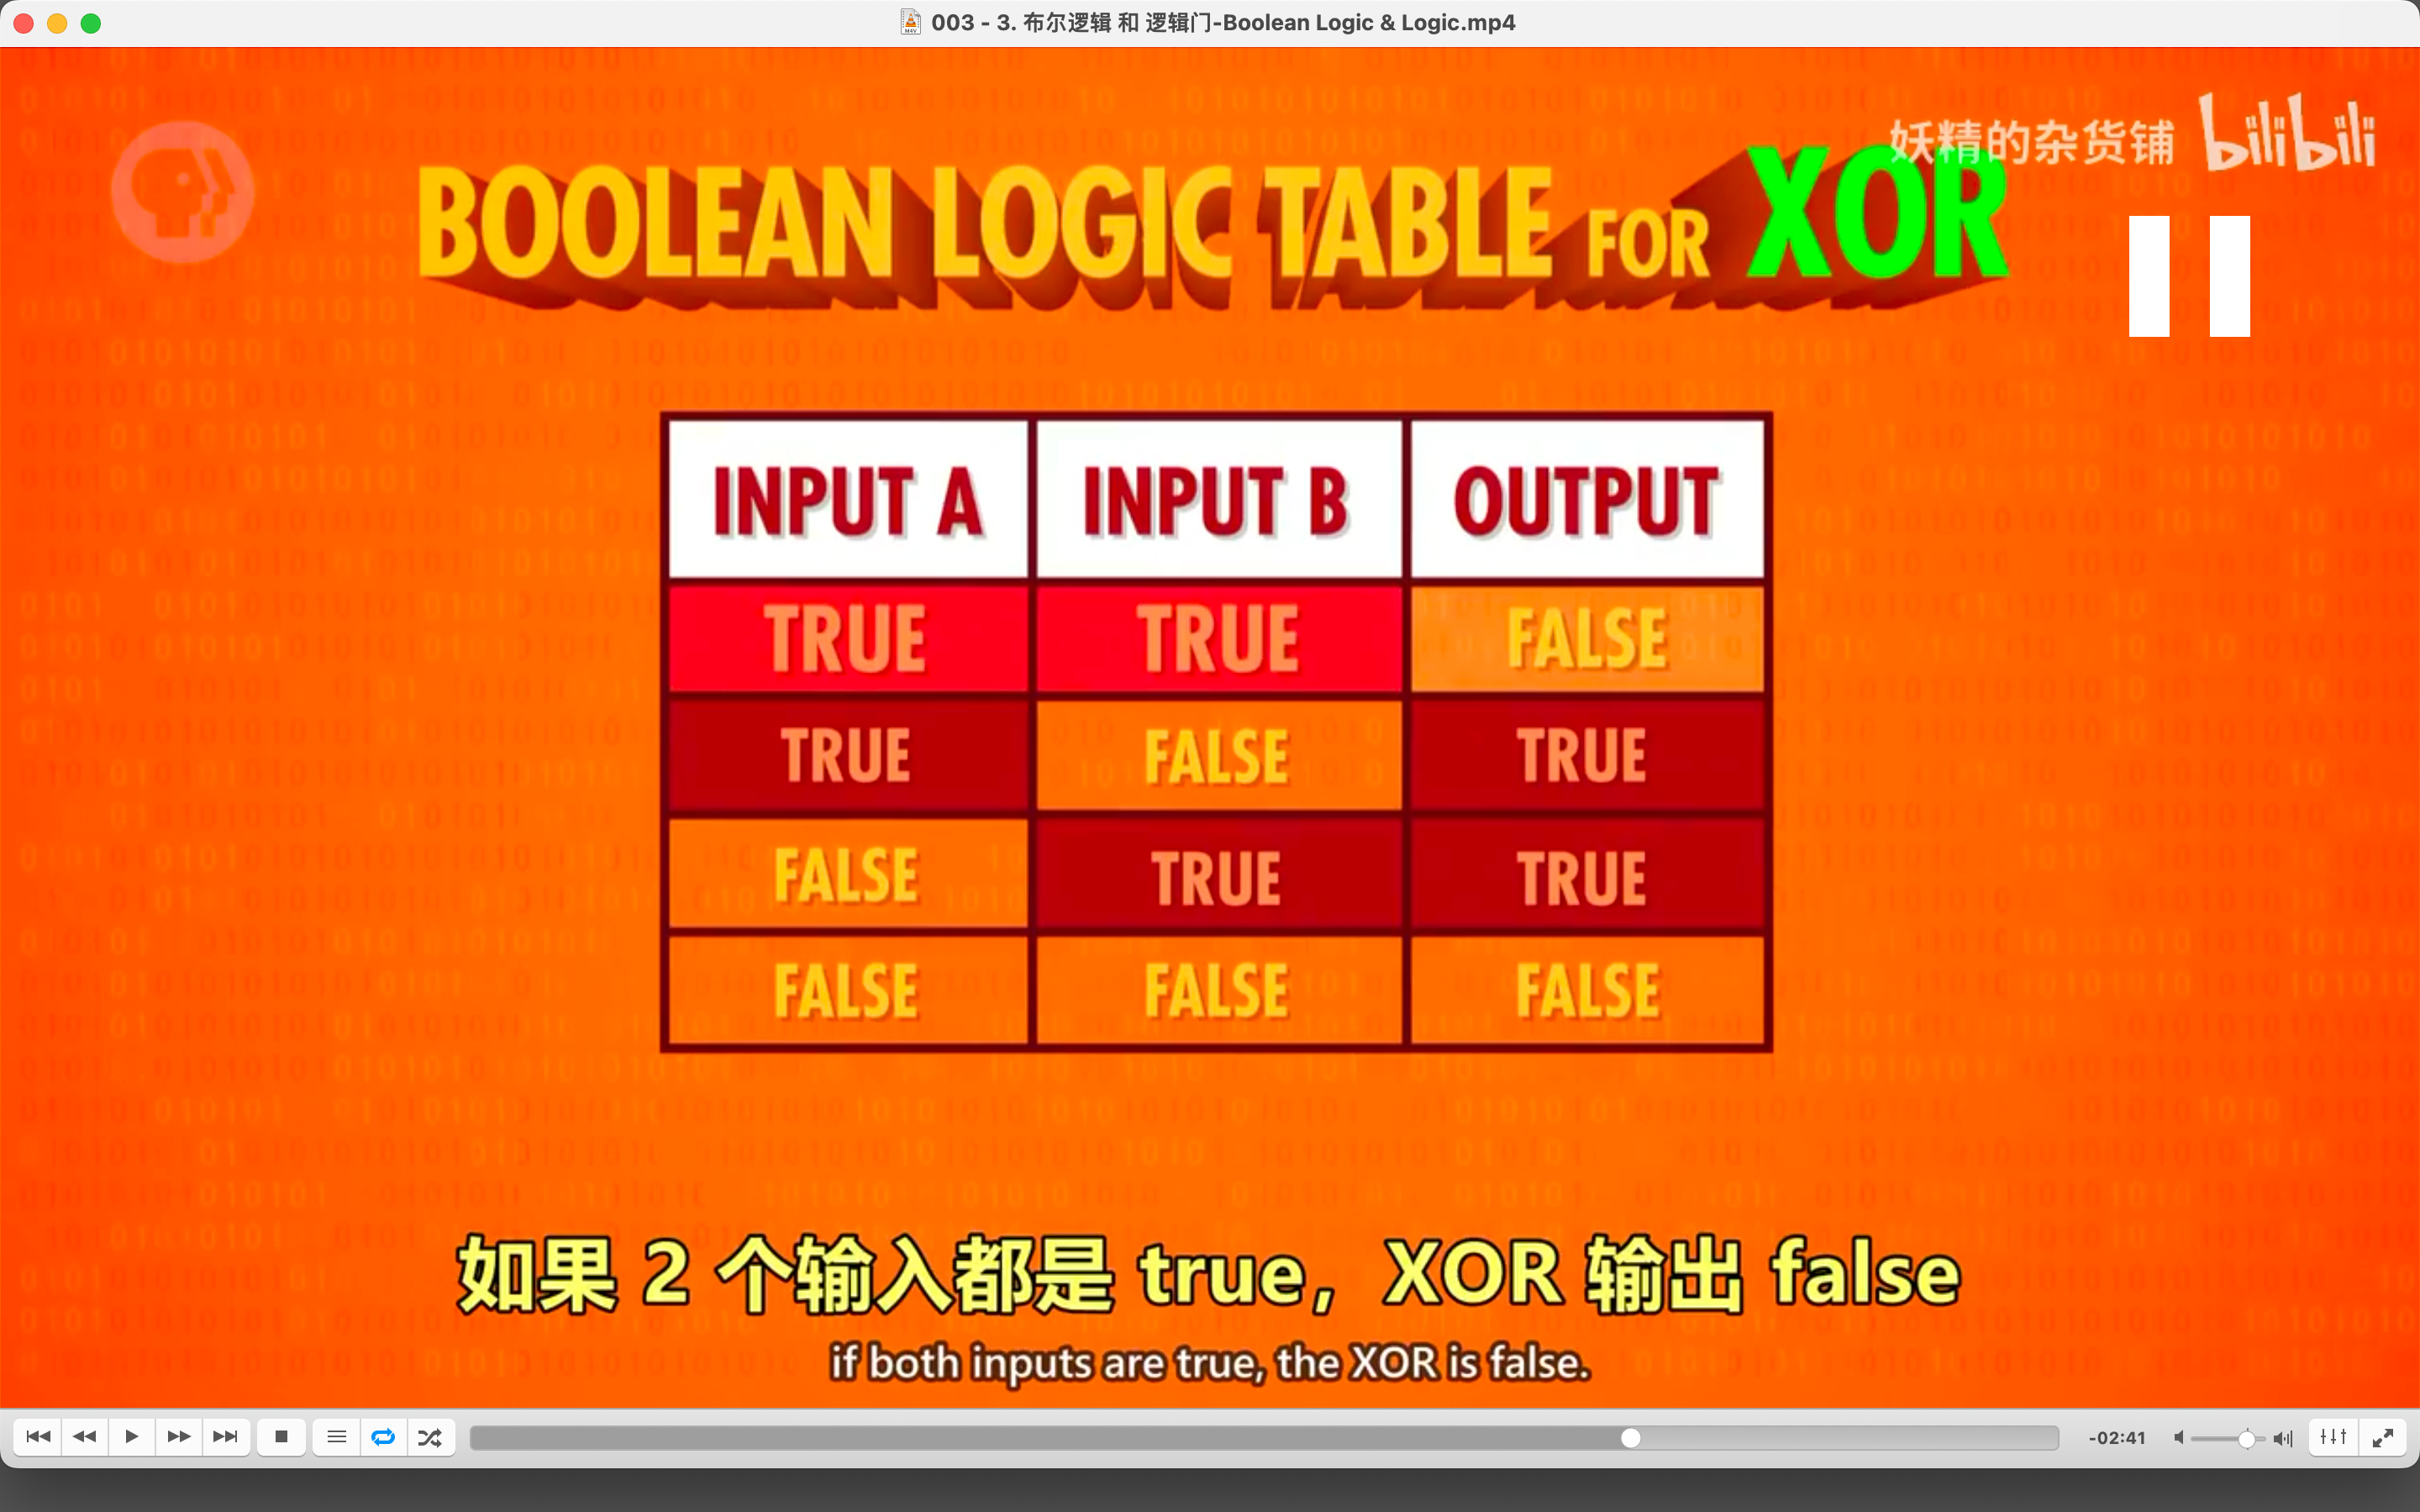 003 - 3. 布尔逻辑 和 逻辑门-Boolean Logic & Logic.mp4
妖精的杂货铺 bilibili
BOOLEAN LOGIC TABLE FOR XOR
INPUT A INPUT B OUTPUT
TRUE TRUE FALSE
TRUE FALSE TRUE
FALSE TRUE TRUE
FALSE FALSE FALSE
如果 2 个输入都是 true，XOR 输出 false
if both inputs are true, the XOR is false.
-02:41